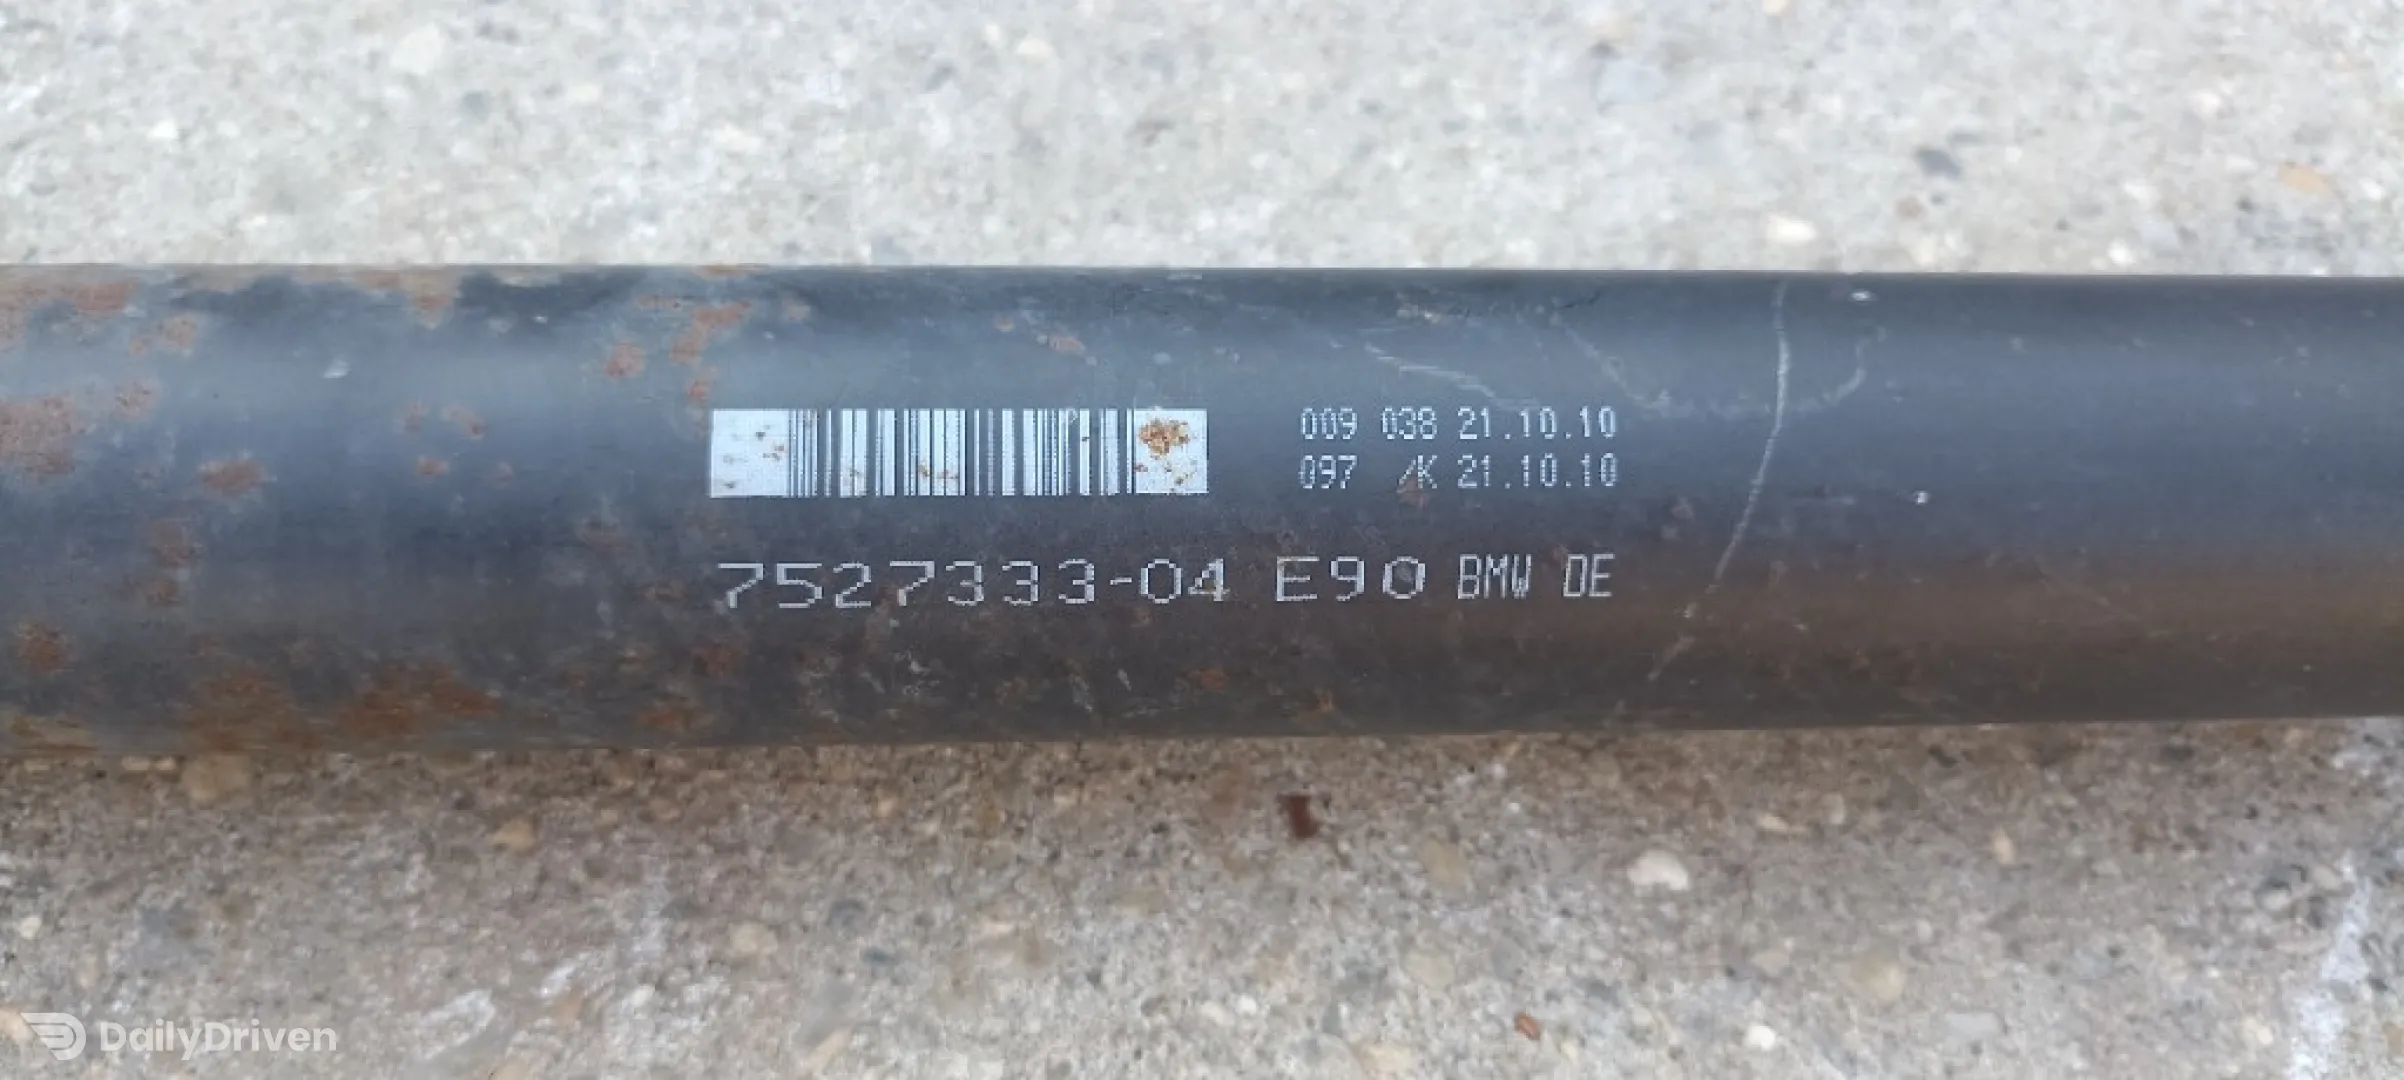 009 038 21.10.10
097 /K 21.10.10
7527333-04 E90 BMW DE
DailyDriven